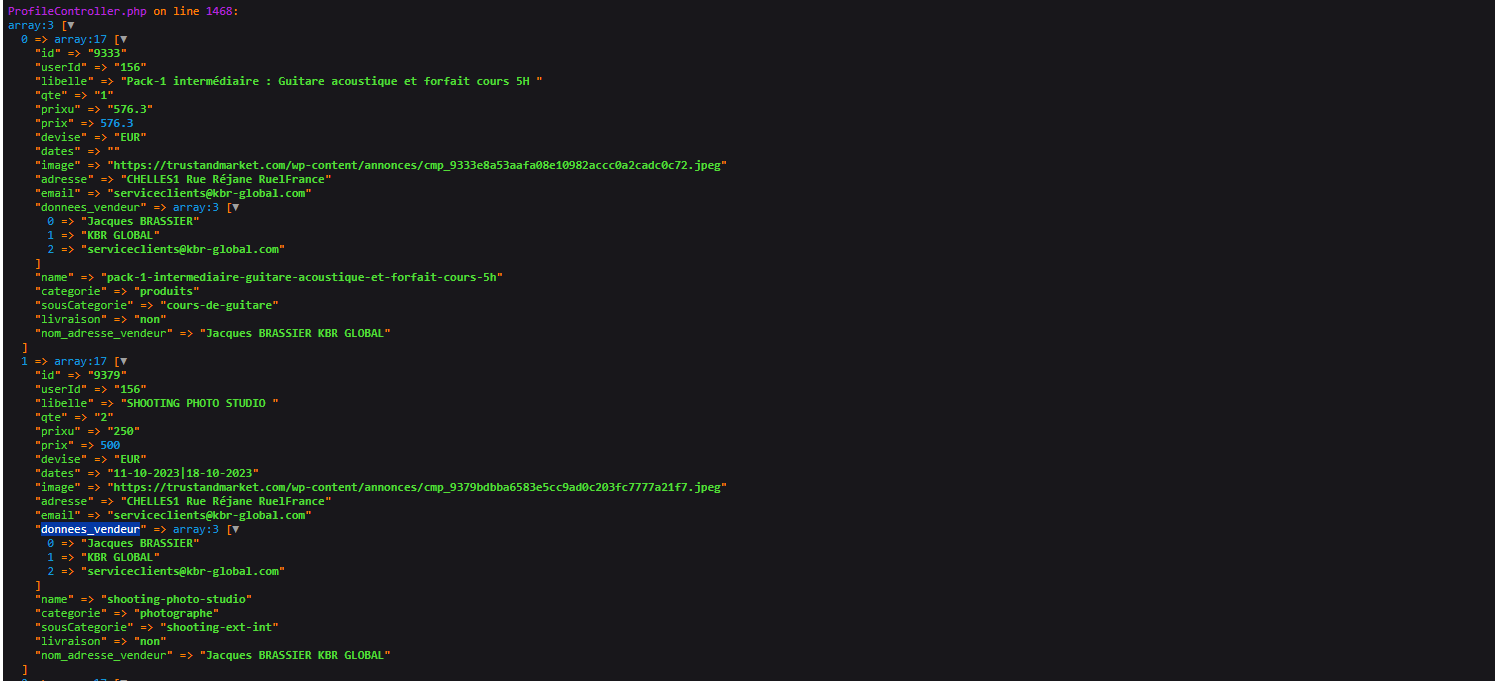 ProfileController.php on line 1468:
array:3 [▼
0 => array:17 [▼
"id" => "9333"
"userId" => "156"
"libelle" => "Pack-1 intermédiaire : Guitare acoustique et forfait cours 5H "
"qte" => "1"
"prixu" => "576.3"
"prix" => 576.3
"devise" => "EUR"
"dates" => ""
"image" => "https://trustandmarket.com/wp-content/annonces/cmp_9333e8a53aafa08e10982accc0a2cadc0c72.jpeg"
"adresse" => "CHELLES1 Rue Réjane RuelFrance"
"email" => "serviceclients@kbr-global.com"
"donnees_vendeur" => array:3 [▼
0 => "Jacques BRASSIER"
1 => "KBR GLOBAL"
2 => "serviceclients@kbr-global.com"
]
"name" => "pack-1-intermediaire-guitare-acoustique-et-forfait-cours-5h"
"categorie" => "produits"
"sousCategorie" => "cours-de-guitare"
"livraison" => "non"
"nom_adresse_vendeur" => "Jacques BRASSIER KBR GLOBAL"
]
1 => array:17 [▼
"id" => "9379"
"userId" => "156"
"libelle" => "SHOOTING PHOTO STUDIO "
"qte" => "2"
"prixu" => "250"
"prix" => 500
"devise" => "EUR"
"dates" => "11-10-2023|18-10-2023"
"image" => "https://trustandmarket.com/wp-content/annonces/cmp_9379bdbba6583e5cc9ad0c203fc7777a21f7.jpeg"
"adresse" => "CHELLES1 Rue Réjane RuelFrance"
"email" => "serviceclients@kbr-global.com"
"donnees_vendeur" => array:3 [▼
0 => "Jacques BRASSIER"
1 => "KBR GLOBAL"
2 => "serviceclients@kbr-global.com"
]
"name" => "shooting-photo-studio"
"categorie" => "photographe"
"sousCategorie" => "shooting-ext-int"
"livraison" => "non"
"nom_adresse_vendeur" => "Jacques BRASSIER KBR GLOBAL"
]